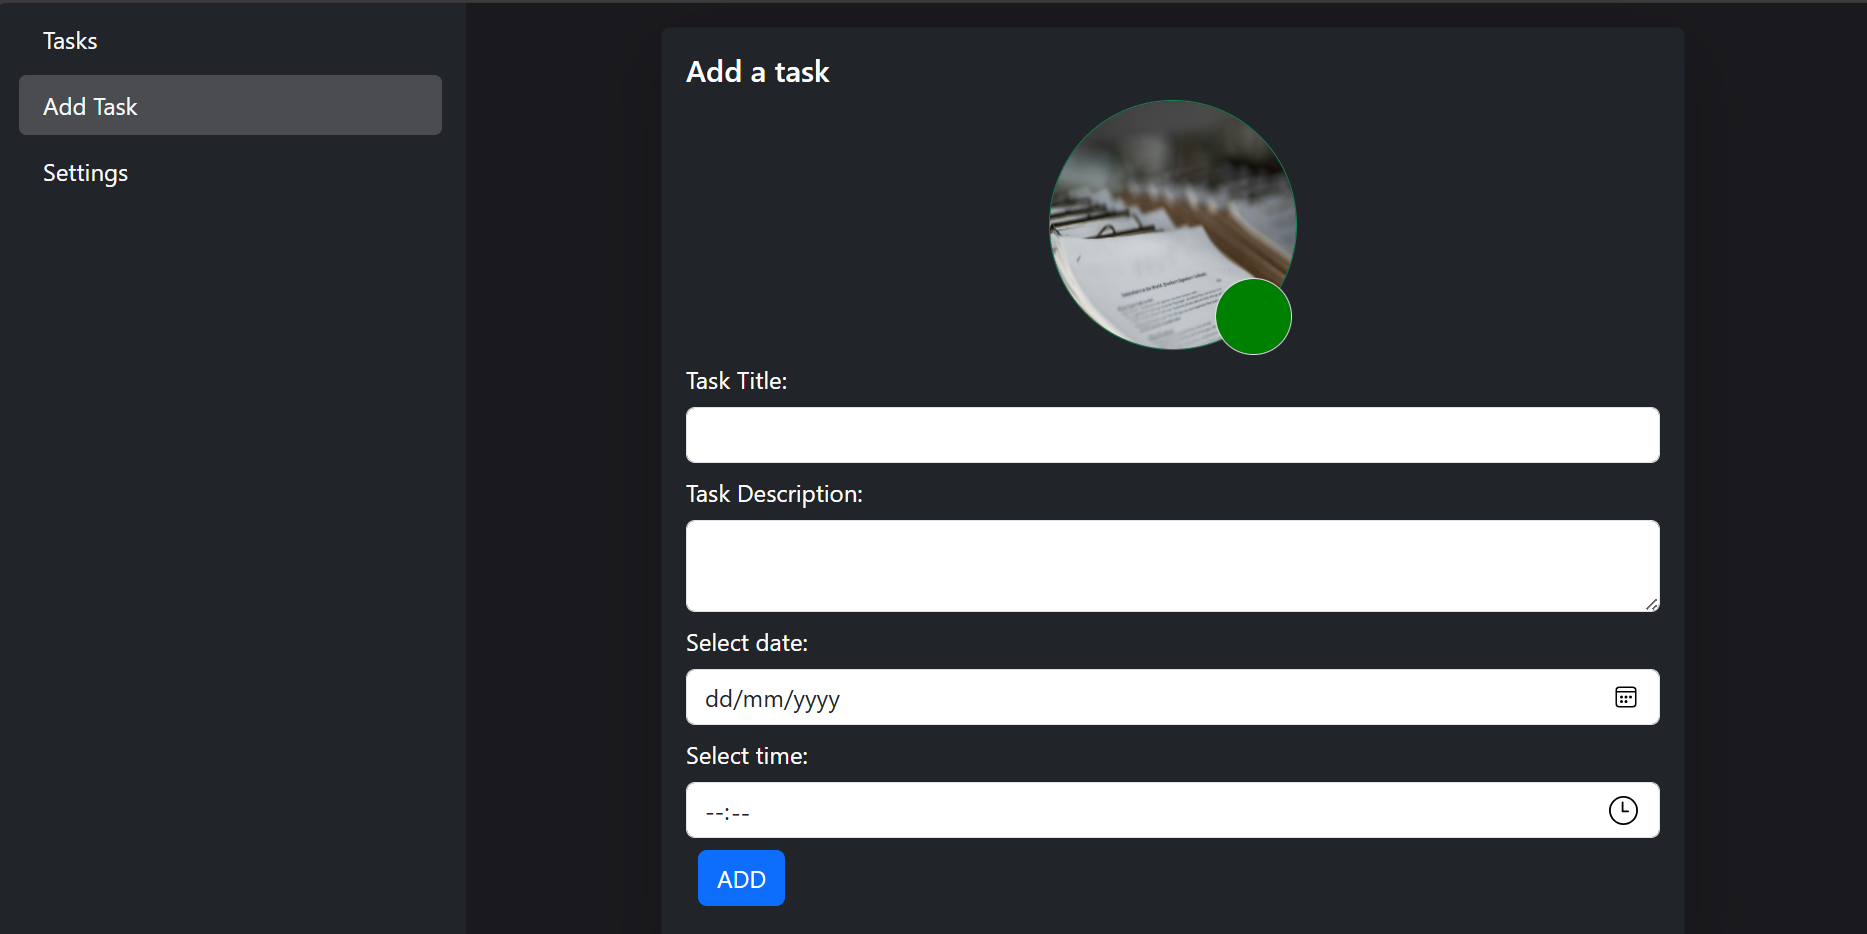 Tasks
Add Task
Settings
Add a task
Task Title:
Task Description:
Select date:
dd/mm/yyyy
Select time:
--:--
ADD